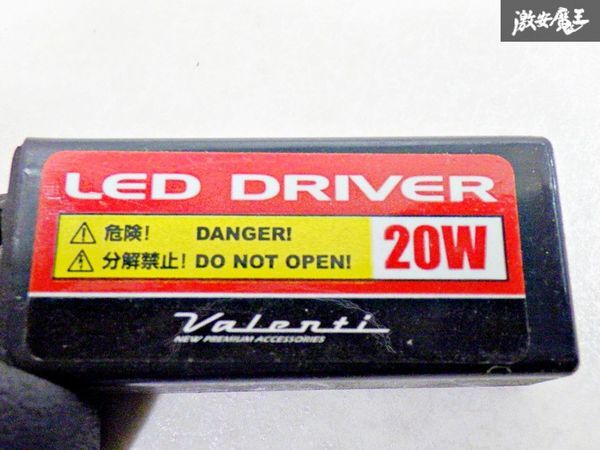 激安魔王
LED DRIVER
危険! DANGER!
分解禁止! DO NOT OPEN!
20W
Valenti
NEW PREMIUM ACCESSORIES